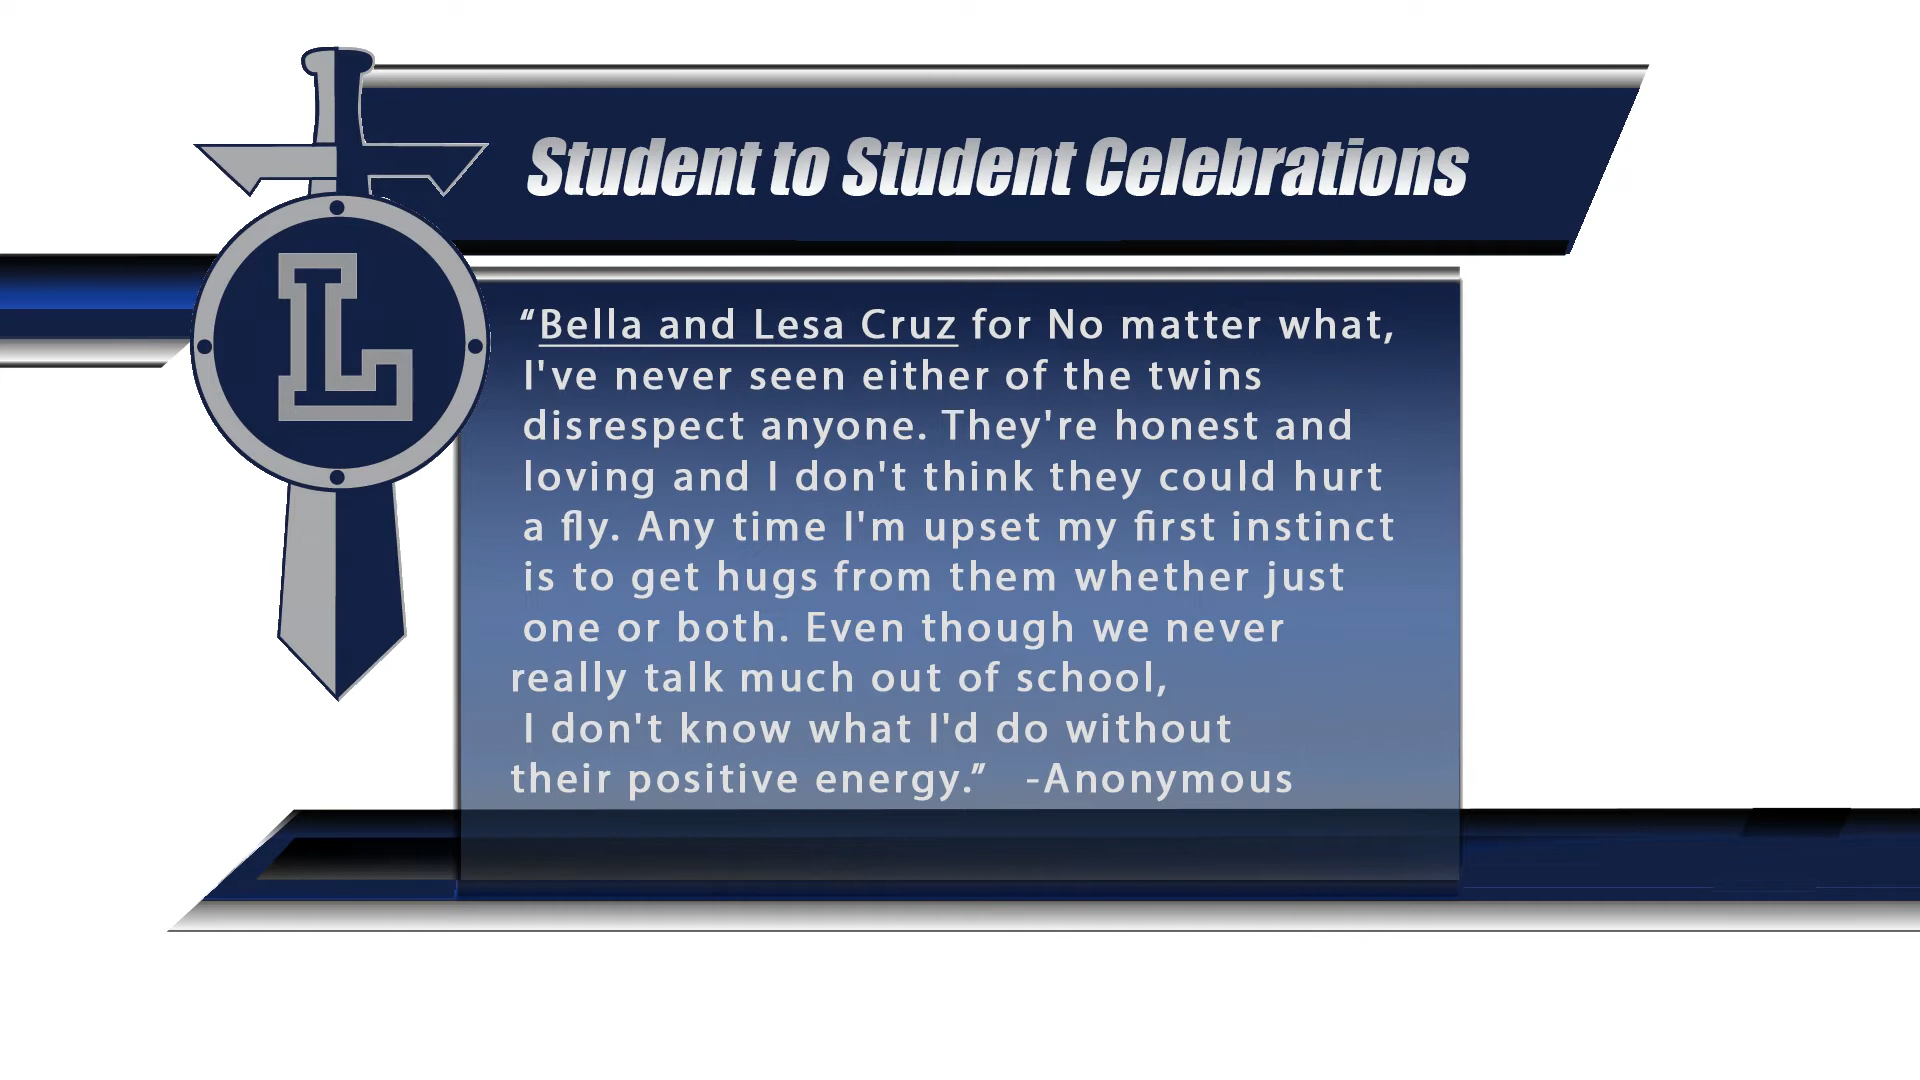 Student to Student Celebrations
L
“Bella and Lesa Cruz for No matter what,
I've never seen either of the twins
disrespect anyone. They're honest and
loving and I don't think they could hurt
a fly. Any time I'm upset my first instinct
is to get hugs from them whether just
one or both. Even though we never
really talk much out of school,
I don't know what I'd do without
their positive energy.” -Anonymous